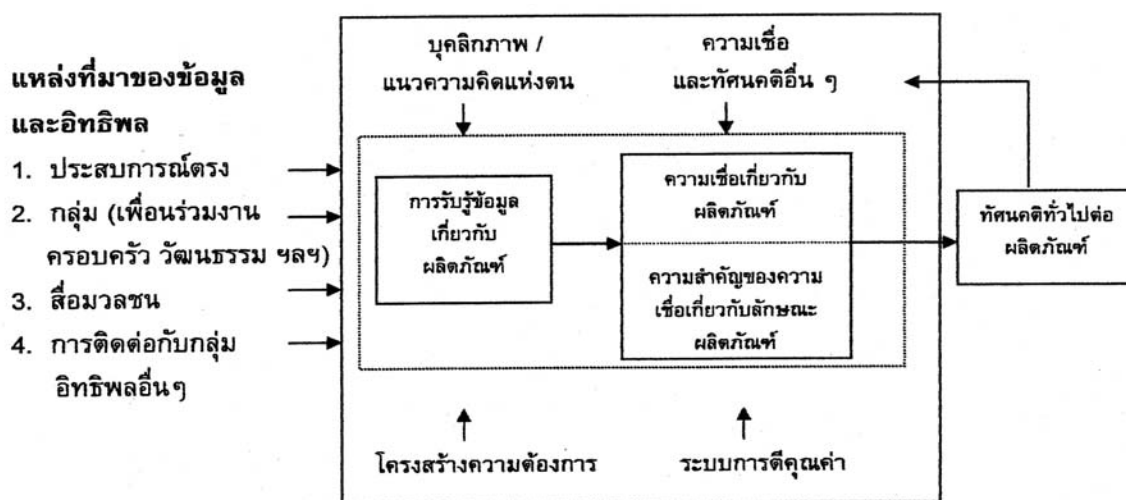 แหล่งที่มาของข้อมูล
และอิทธิพล
1. ประสบการณ์ตรง
2. กลุ่ม (เพื่อนร่วมงาน
ครอบครัว วัฒนธรรม ฯลฯ)
3. สื่อมวลชน
4. การติดต่อกับกลุ่ม
อิทธิพลอื่นๆ
บุคลิกภาพ /
แนวความคิดแห่งตน
ความเชื่อ
และทัศนคติอื่น ๆ
การรับรู้ข้อมูล
เกี่ยวกับ
ผลิตภัณฑ์
ความเชื่อเกี่ยวกับ
ผลิตภัณฑ์
ความสำคัญของความ
เชื่อเกี่ยวกับลักษณะ
ผลิตภัณฑ์
ทัศนคติทั่วไปต่อ
ผลิตภัณฑ์
โครงสร้างความต้องการ
ระบบการตีคุณค่า